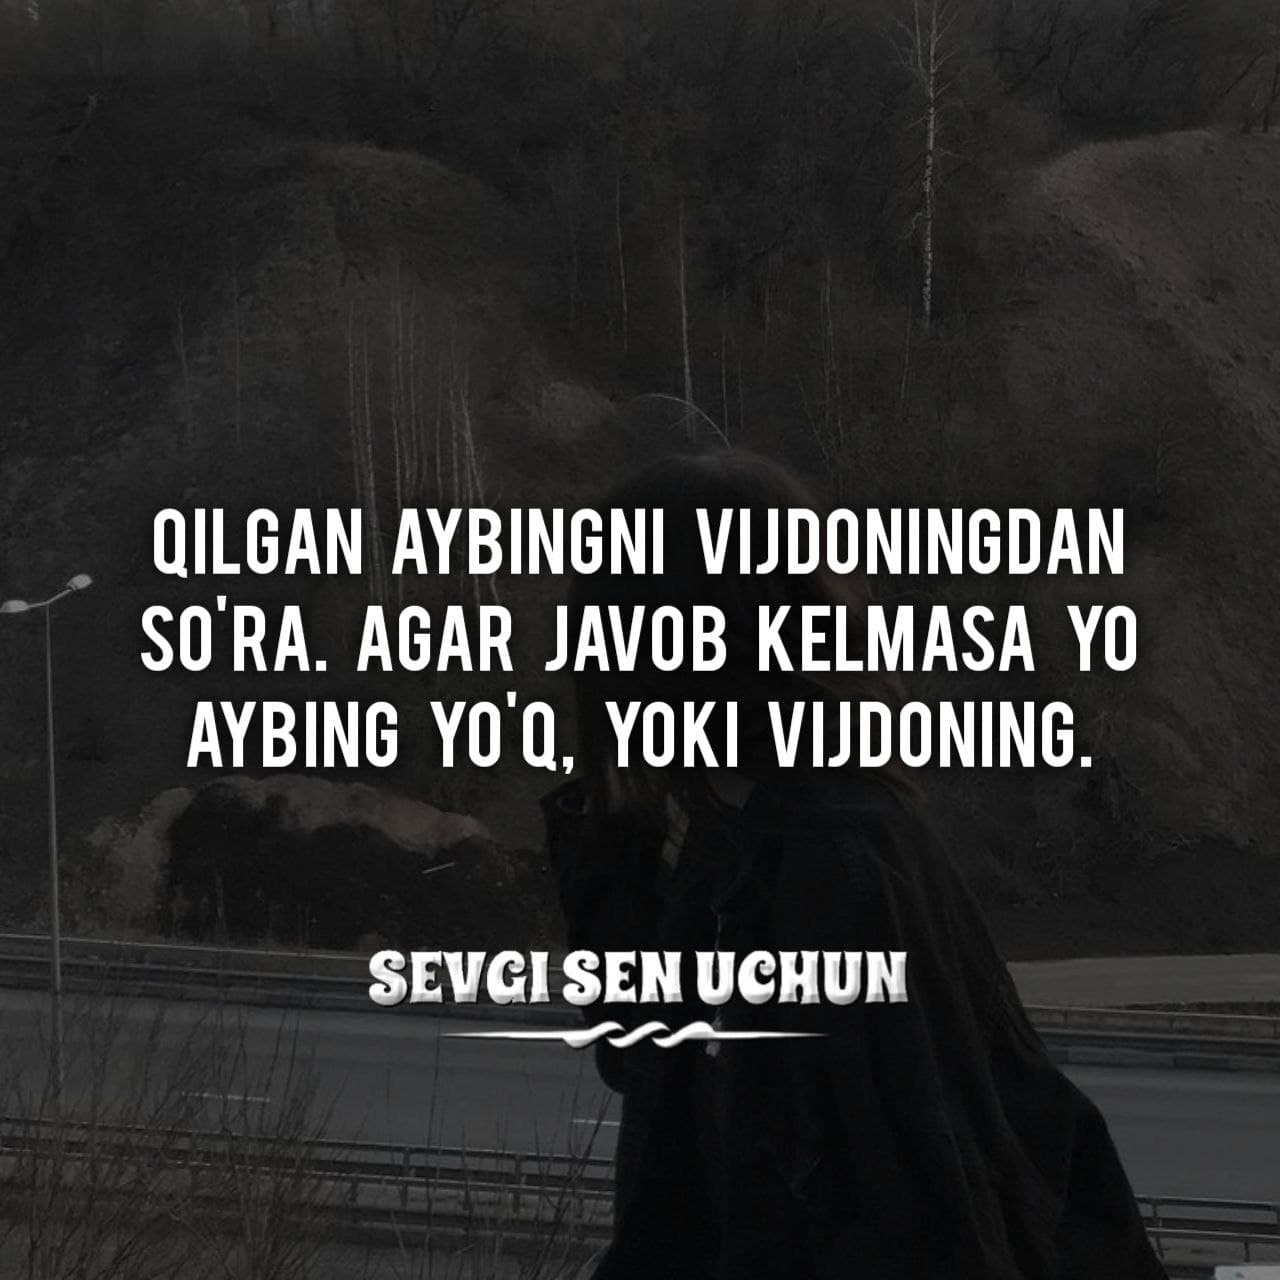 QILGAN AYBINGNI VIJDONINGDAN
SO'RA. AGAR JAVOB KELMASA YO
AYBING YO'Q, YOKI VIJDONING.
SEVGI SEN UCHUN